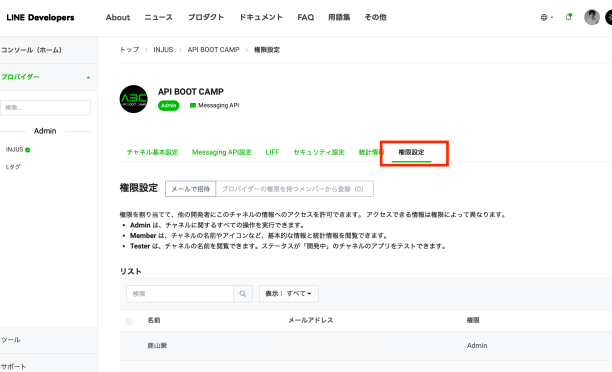 LINE Developers
About ニュース プロダクト ドキュメント FAQ 用語集 その他
コンソール（ホーム）
トップ > INJUS > API BOOT CAMP > 権限設定
プロバイダー
検索...
Admin
INJUS
Lタグ
ツール
サポート
ABC
API BOOT CAMP
API BOOT CAMP
Admin Messaging API
チャネル基本設定 Messaging API設定 LIFF セキュリティ設定 統計情報 権限設定
権限設定 メールで招待 プロバイダーの権限を持つメンバーから登録（0）
権限を割り当てて、他の開発者にこのチャネルの情報へのアクセスを許可できます。 アクセスできる情報は権限によって異なります。
• Admin は、チャネルに関するすべての操作を実行できます。
• Member は、チャネルの名前やアイコンなど、基本的な情報と統計情報を閲覧できます。
• Tester は、チャネルの名前を閲覧できます。ステータスが「開発中」のチャネルのアプリをテストできます。
リスト
検索 表示： すべて
名前 メールアドレス 権限
Admin